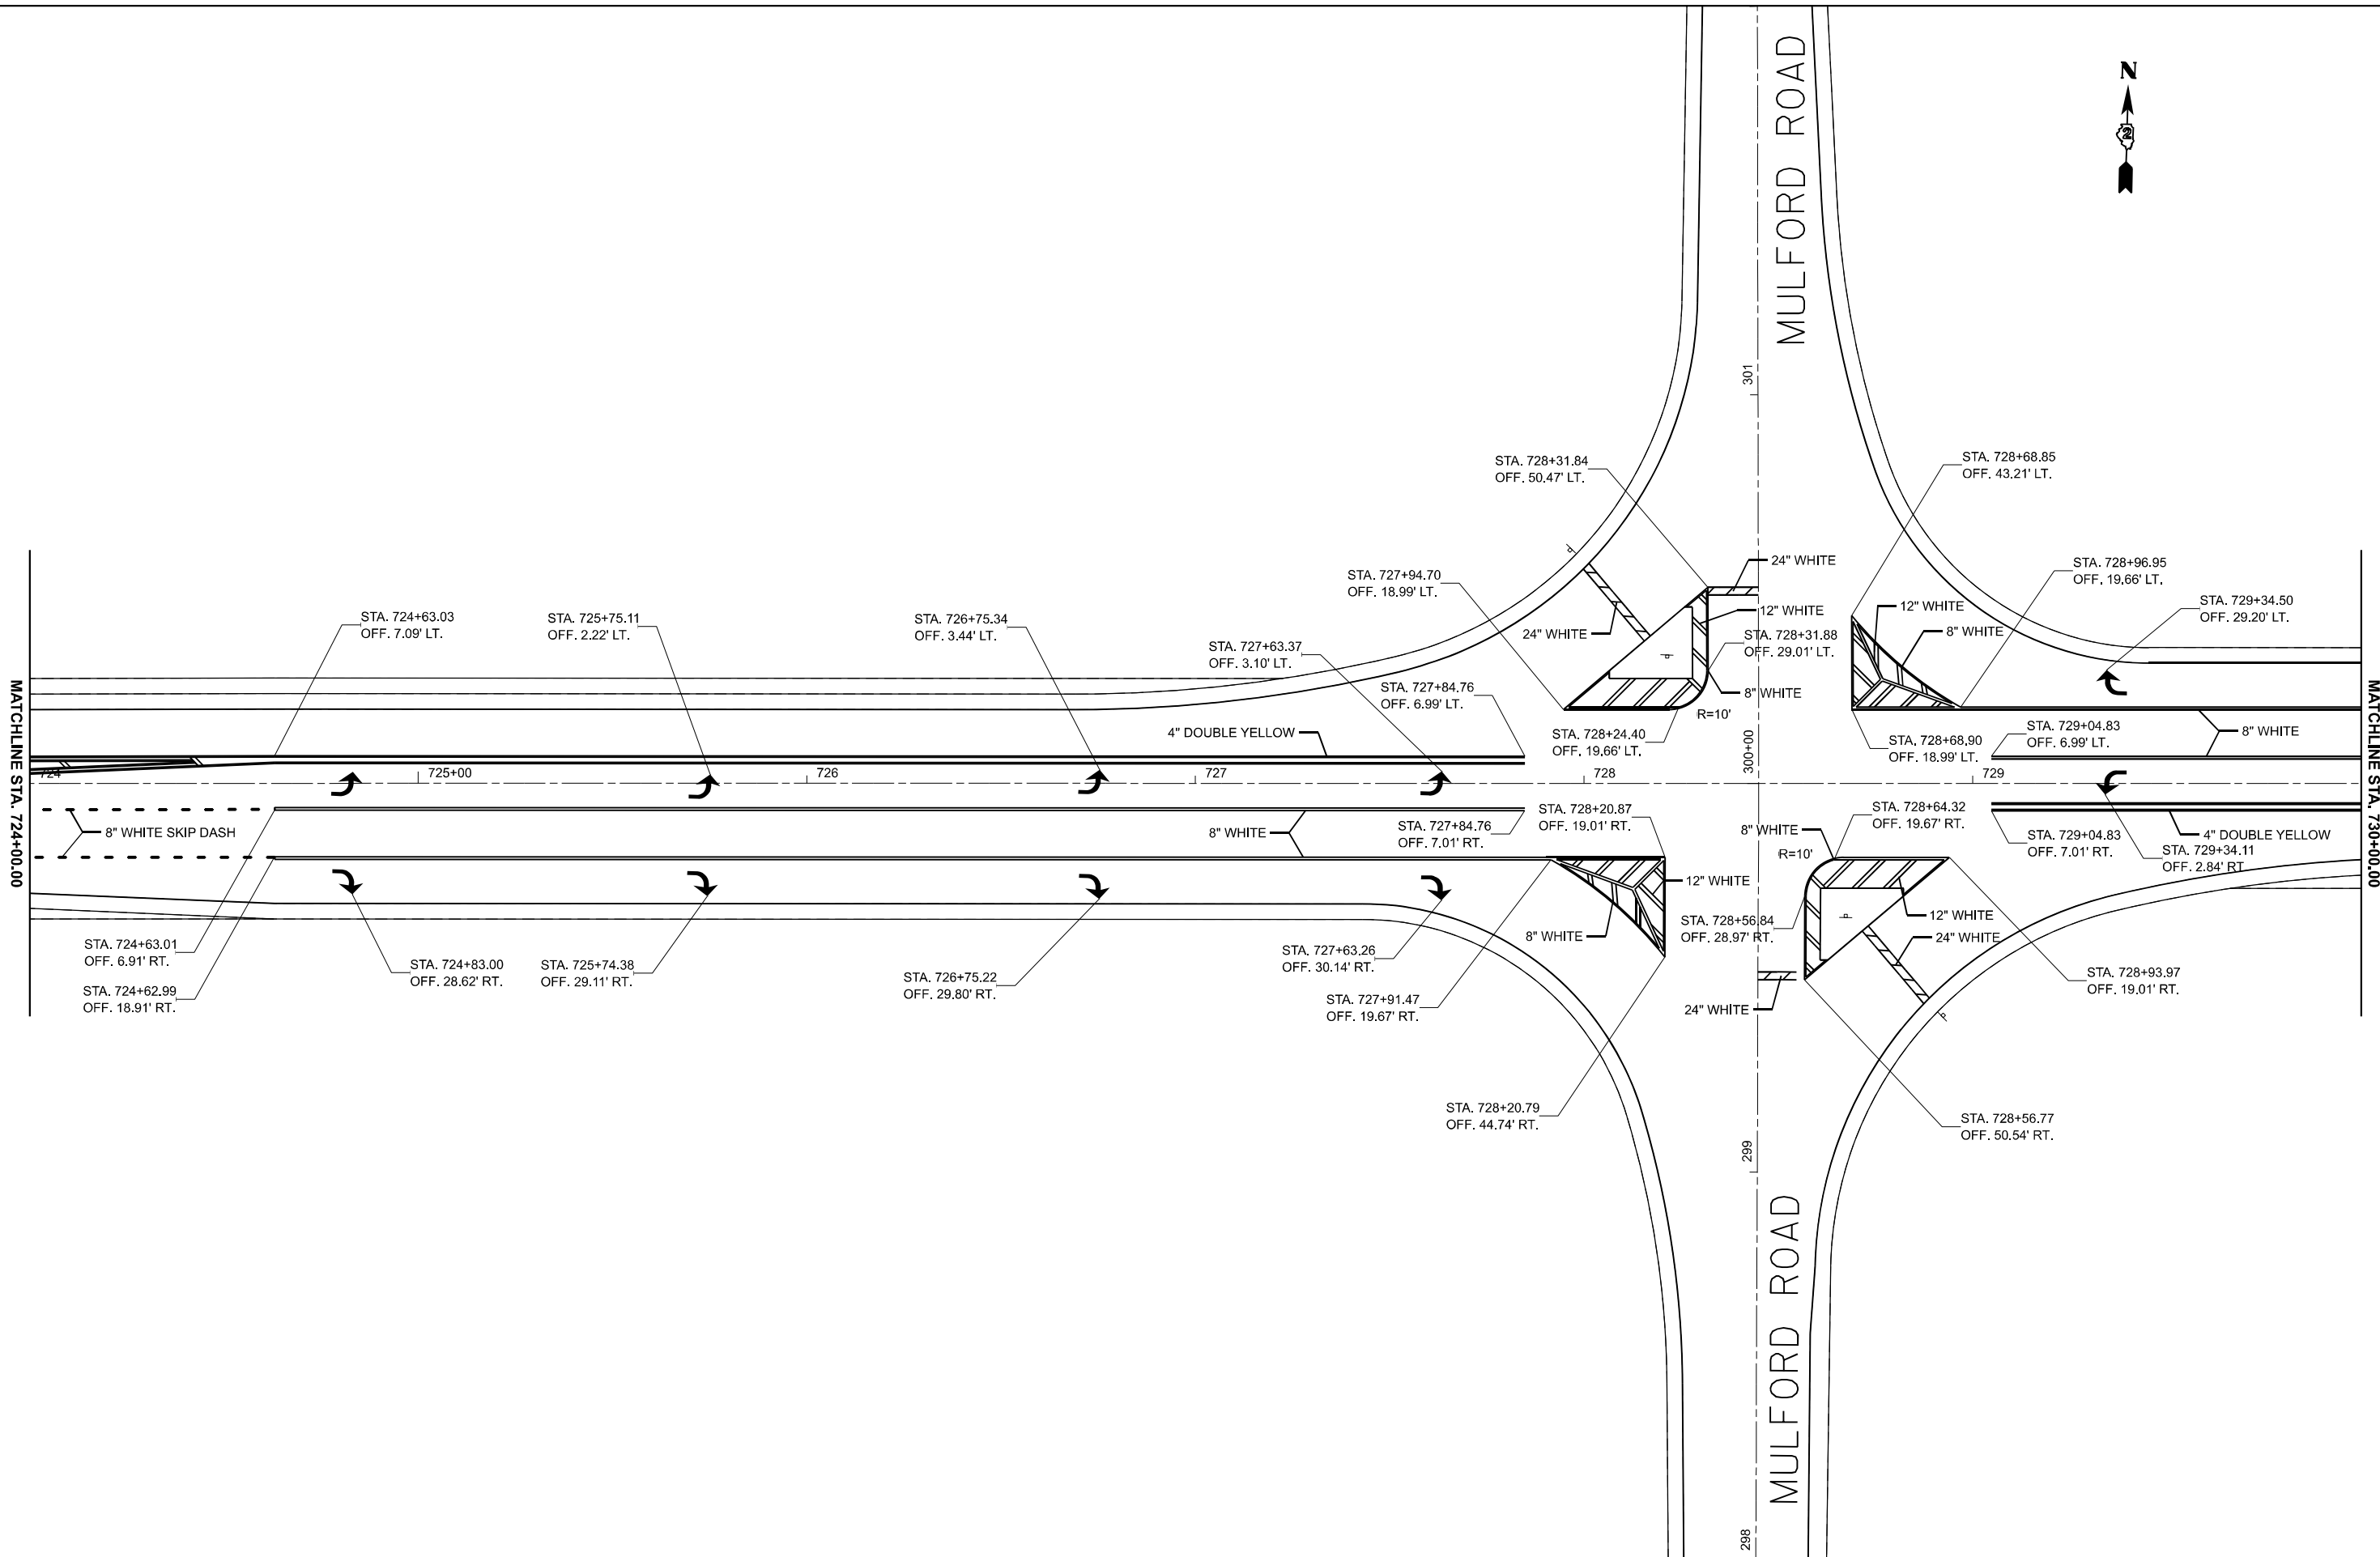 MULFORD ROAD
N
2
301
STA. 728+31.84
OFF. 50.47' LT.
STA. 728+68.85
OFF. 43.21' LT.
24" WHITE
STA. 727+94.70
OFF. 18.99' LT.
STA. 728+96.95
OFF. 19.66' LT.
12" WHITE
12" WHITE
STA. 729+34.50
OFF. 29.20' LT.
STA. 724+63.03
OFF. 7.09' LT.
STA. 725+75.11
OFF. 2.22' LT.
STA. 726+75.34
OFF. 3.44' LT.
24" WHITE
8" WHITE
STA. 728+31.88
OFF. 29.01' LT.
STA. 727+63.37
OFF. 3.10' LT.
STA. 727+84.76
OFF. 6.99' LT.
8" WHITE
R=10'
4" DOUBLE YELLOW
STA. 728+24.40
OFF. 19.66' LT.
STA. 728+68.90
OFF. 18.99' LT.
STA. 729+04.83
OFF. 6.99' LT.
8" WHITE
MATCHLINE STA. 724+00.00
MATCHLINE STA. 730+00.00
724
725+00
726
727
728
300+00
729
8" WHITE SKIP DASH
8" WHITE
STA. 727+84.76
OFF. 7.01' RT.
STA. 728+20.87
OFF. 19.01' RT.
8" WHITE
R=10'
STA. 728+64.32
OFF. 19.67' RT.
STA. 729+04.83
OFF. 7.01' RT.
4" DOUBLE YELLOW
STA. 729+34.11
OFF. 2.84' RT.
12" WHITE
12" WHITE
8" WHITE
STA. 728+56.84
OFF. 28.97' RT.
24" WHITE
STA. 724+63.01
OFF. 6.91' RT.
STA. 724+62.99
OFF. 18.91' RT.
STA. 724+83.00
OFF. 28.62' RT.
STA. 725+74.38
OFF. 29.11' RT.
STA. 726+75.22
OFF. 29.80' RT.
STA. 727+63.26
OFF. 30.14' RT.
STA. 727+91.47
OFF. 19.67' RT.
24" WHITE
STA. 728+93.97
OFF. 19.01' RT.
STA. 728+20.79
OFF. 44.74' RT.
STA. 728+56.77
OFF. 50.54' RT.
299
MULFORD ROAD
298